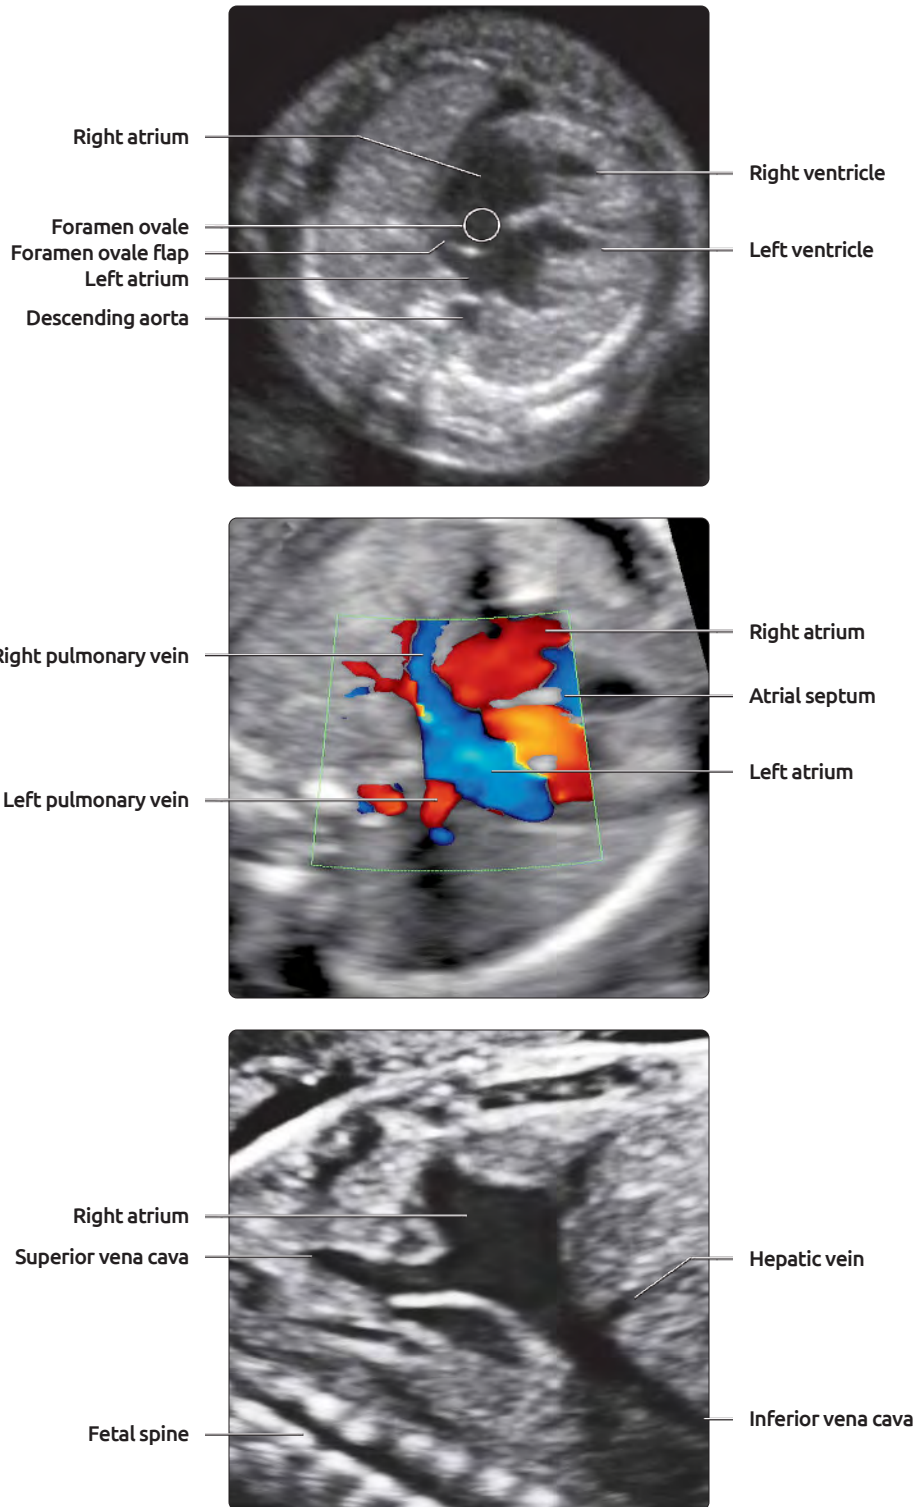 Right atrium
Right ventricle
Foramen ovale
Foramen ovale flap
Left ventricle
Left atrium
Descending aorta
Right atrium
Right pulmonary vein
Atrial septum
Left atrium
Left pulmonary vein
Right atrium
Superior vena cava
Hepatic vein
Inferior vena cava
Fetal spine